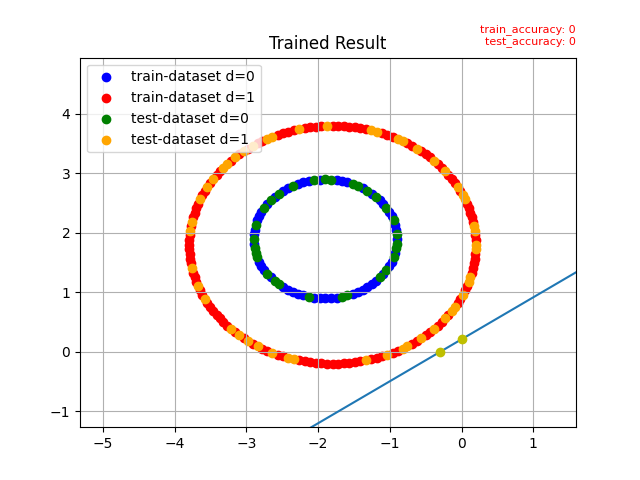 train_accuracy: 0
test_accuracy: 0
Trained Result
train-dataset d=0
train-dataset d=1
test-dataset d=0
test-dataset d=1
4
3
2
1
0
−1
−5
−4
−3
−2
−1
0
1